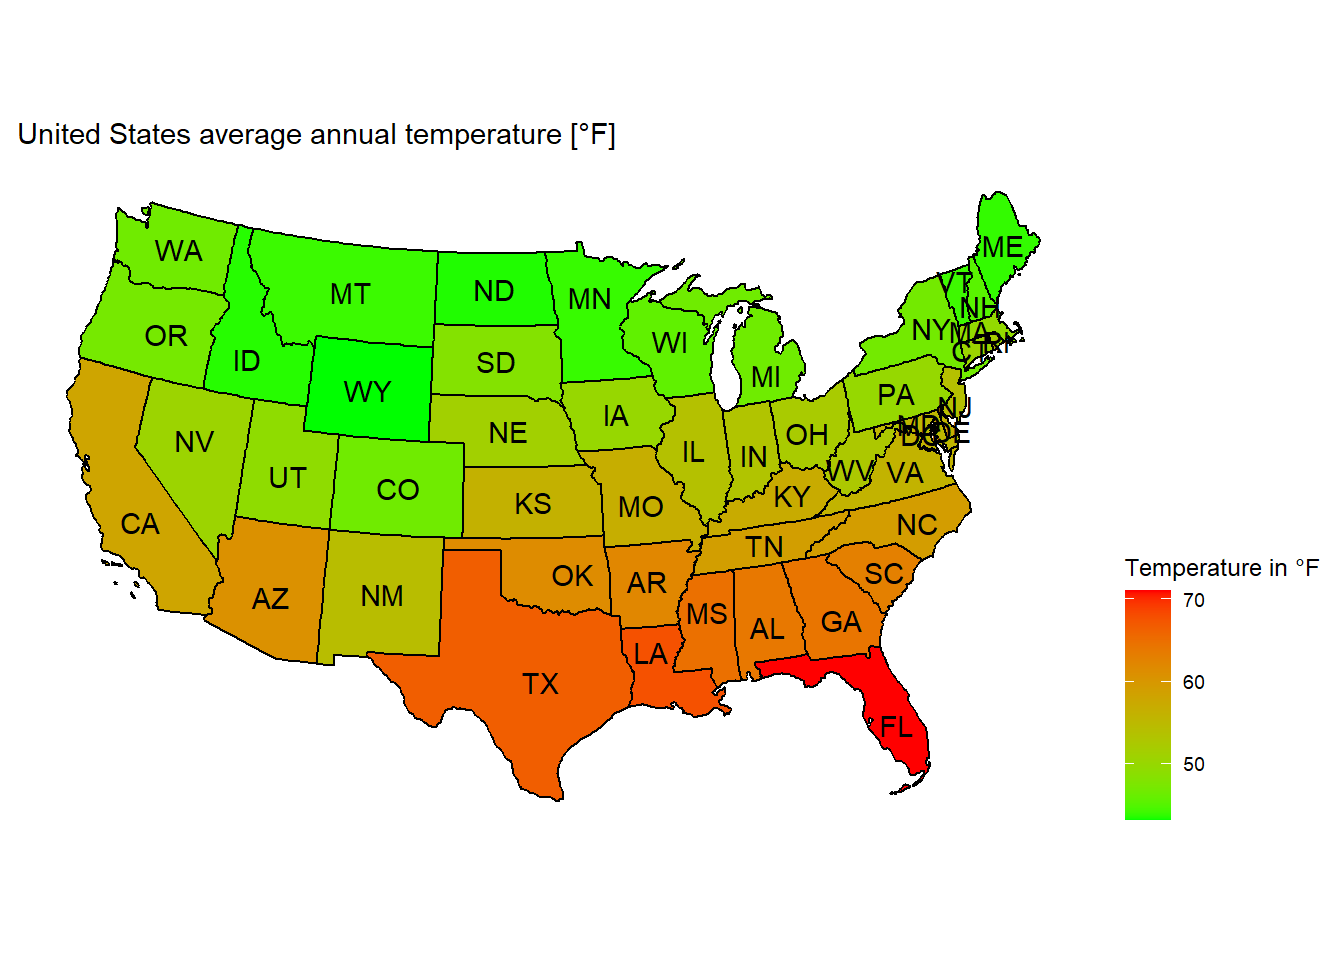 United States average annual temperature [°F]
ME
WA
VT
MT
ND
MN
NH
OR
NY
MA
WI
RI
CT
ID
SD
MI
WY
PA
IA
NJ
NE
OH
MD
DE
DC
NV
IL
IN
WV
VA
UT
CO
KS
MO
KY
CA
NC
TN
OK
SC
AZ
NM
AR
MS
GA
AL
LA
TX
FL
Temperature in °F
70
60
50